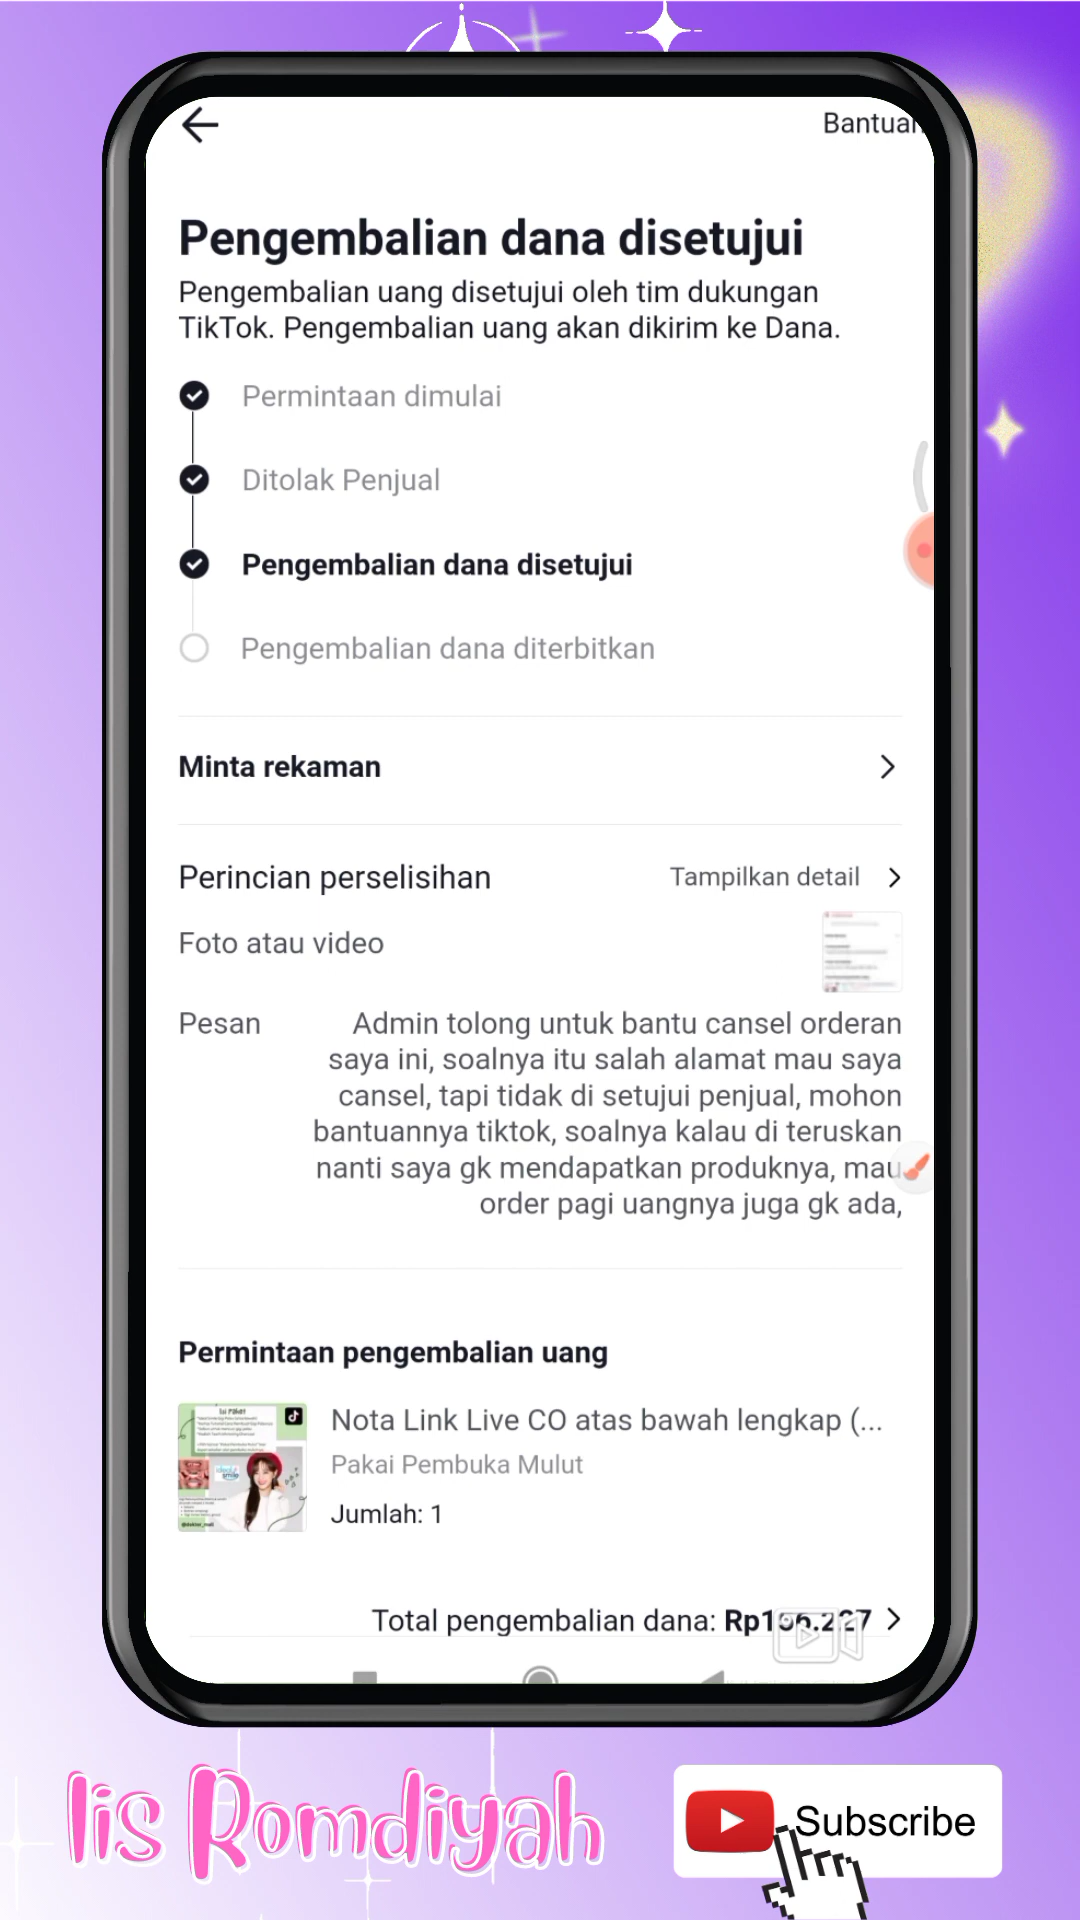 Bantuan
Pengembalian dana disetujui
Pengembalian uang disetujui oleh tim dukungan
TikTok. Pengembalian uang akan dikirim ke Dana.
Permintaan dimulai
Ditolak Penjual
Pengembalian dana disetujui
Pengembalian dana diterbitkan
Minta rekaman
Perincian perselisihan
Tampilkan detail
Foto atau video
Pesan
Admin tolong untuk bantu cansel orderan
saya ini, soalnya itu salah alamat mau saya
cansel, tapi tidak di setujui penjual, mohon
bantuannya tiktok, soalnya kalau di teruskan
nanti saya gk mendapatkan produknya, mau
order pagi uangnya juga gk ada,
Permintaan pengembalian uang
Isi Paket
Nota Link Live CO atas bawah lengkap (...
Pakai Pembuka Mulut
Jumlah: 1
Total pengembalian dana:
Iis Romdiyah
Subscribe